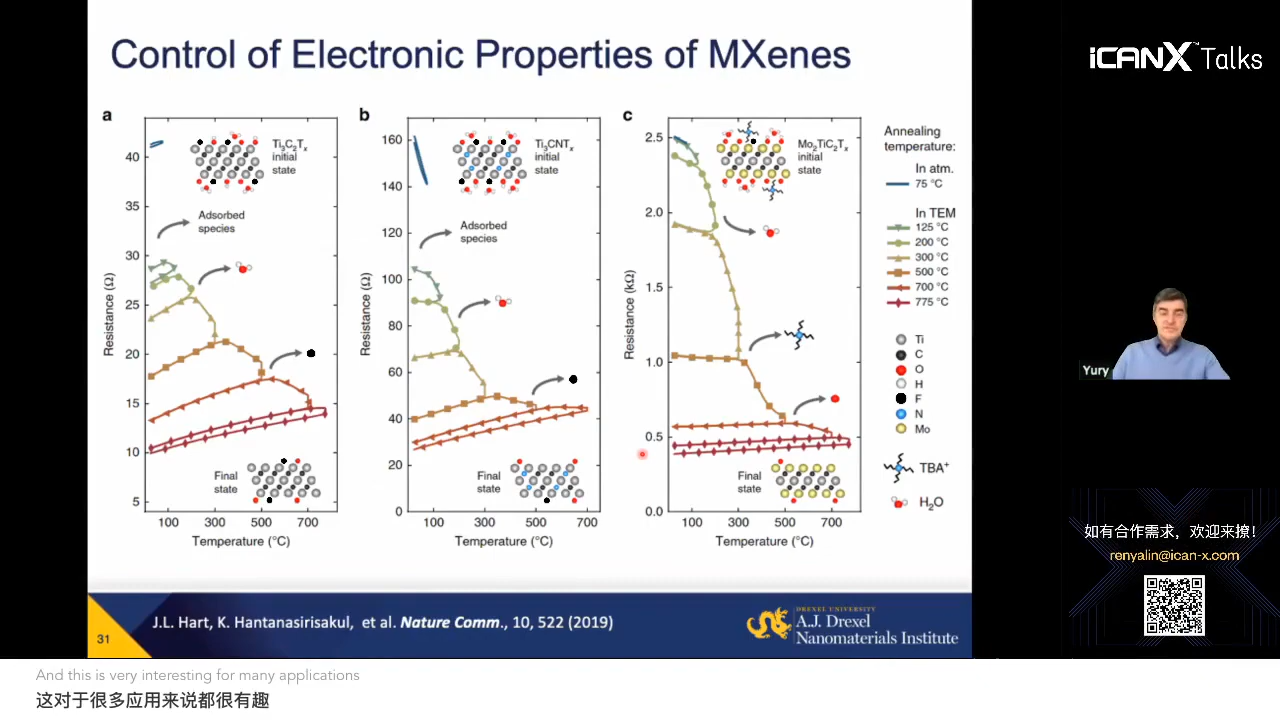 Control of Electronic Properties of MXenes
iCANX Talks
a
40
35
30
25
20
15
10
5
Resistance (Ω)
Ti3C2Tx
initial
state
Adsorbed
species
Final
state
100
300
500
700
Temperature (°C)
b
160
140
120
100
80
60
40
20
0
Resistance (Ω)
Ti3CNTx
initial
state
Adsorbed
species
Final
state
100
300
500
700
Temperature (°C)
c
2.5
2.0
1.5
1.0
0.5
0.0
Resistance (kΩ)
Mo2TiC2Tx
initial
state
Final
state
100
300
500
700
Temperature (°C)
Annealing
temperature:
In atm.
75 °C
In TEM
125 °C
200 °C
300 °C
500 °C
700 °C
775 °C
Ti
C
O
H
F
N
Mo
TBA+
H2O
Yury
如有合作需求，欢迎来撩！
renyalin@ican-x.com
31
J.L. Hart, K. Hantanasirisakul, et al. Nature Comm., 10, 522 (2019)
DREXEL UNIVERSITY
A.J. Drexel
Nanomaterials Institute
And this is very interesting for many applications
这对于很多应用来说都很有趣